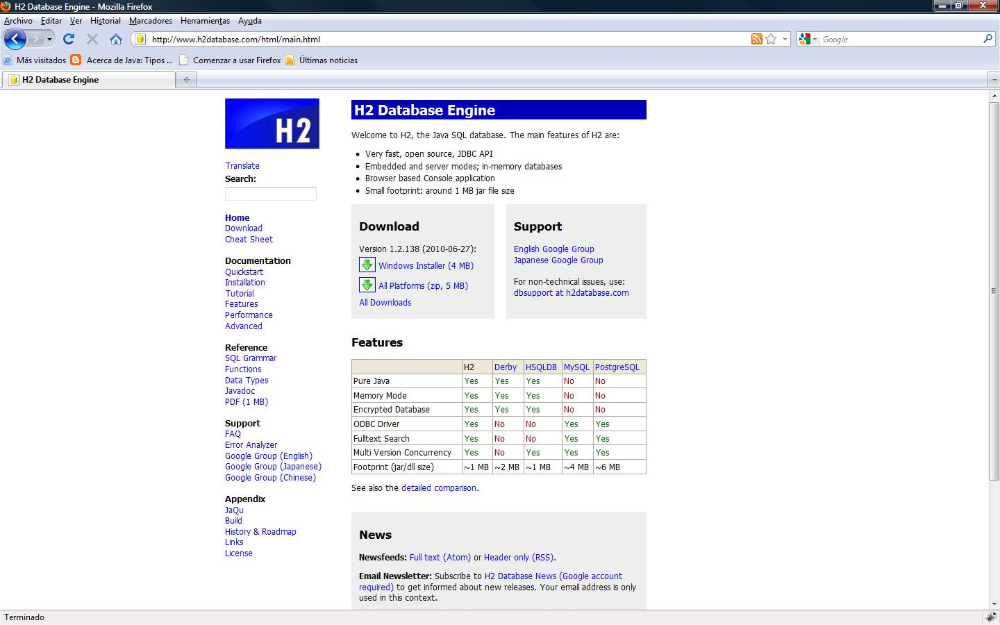 H2 Database Engine - Mozilla Firefox
Archivo Editar Ver Historial Marcadores Herramientas Ayuda
http://www.h2database.com/html/main.html
Google
Más visitados Acerca de Java: Tipos ... Comenzar a usar Firefox Últimas noticias
H2 Database Engine
H2
Translate
Search:
Home
Download
Cheat Sheet
Documentation
Quickstart
Installation
Tutorial
Features
Performance
Advanced
Reference
SQL Grammar
Functions
Data Types
Javadoc
PDF (1 MB)
Support
FAQ
Error Analyzer
Google Group (English)
Google Group (Japanese)
Google Group (Chinese)
Appendix
JaQu
Build
History & Roadmap
Links
License
H2 Database Engine
Welcome to H2, the Java SQL database. The main features of H2 are:
Very fast, open source, JDBC API
Embedded and server modes; in-memory databases
Browser based Console application
Small footprint: around 1 MB jar file size
Download
Version 1.2.138 (2010-06-27):
Windows Installer (4 MB)
All Platforms (zip, 5 MB)
All Downloads
Support
English Google Group
Japanese Google Group
For non-technical issues, use:
dbsupport at h2database.com
Features
H2 Derby HSQLDB MySQL PostgreSQL
Pure Java Yes Yes Yes No No
Memory Mode Yes Yes Yes No No
Encrypted Database Yes Yes Yes No No
ODBC Driver Yes No No Yes Yes
Fulltext Search Yes No No Yes Yes
Multi Version Concurrency Yes No Yes Yes Yes
Footprint (jar/dll size) ~1 MB ~2 MB ~1 MB ~4 MB ~6 MB
See also the detailed comparison.
News
Newsfeeds: Full text (Atom) or Header only (RSS).
Email Newsletter: Subscribe to H2 Database News (Google account
required) to get informed about new releases. Your email address is only
used in this context.
Terminado